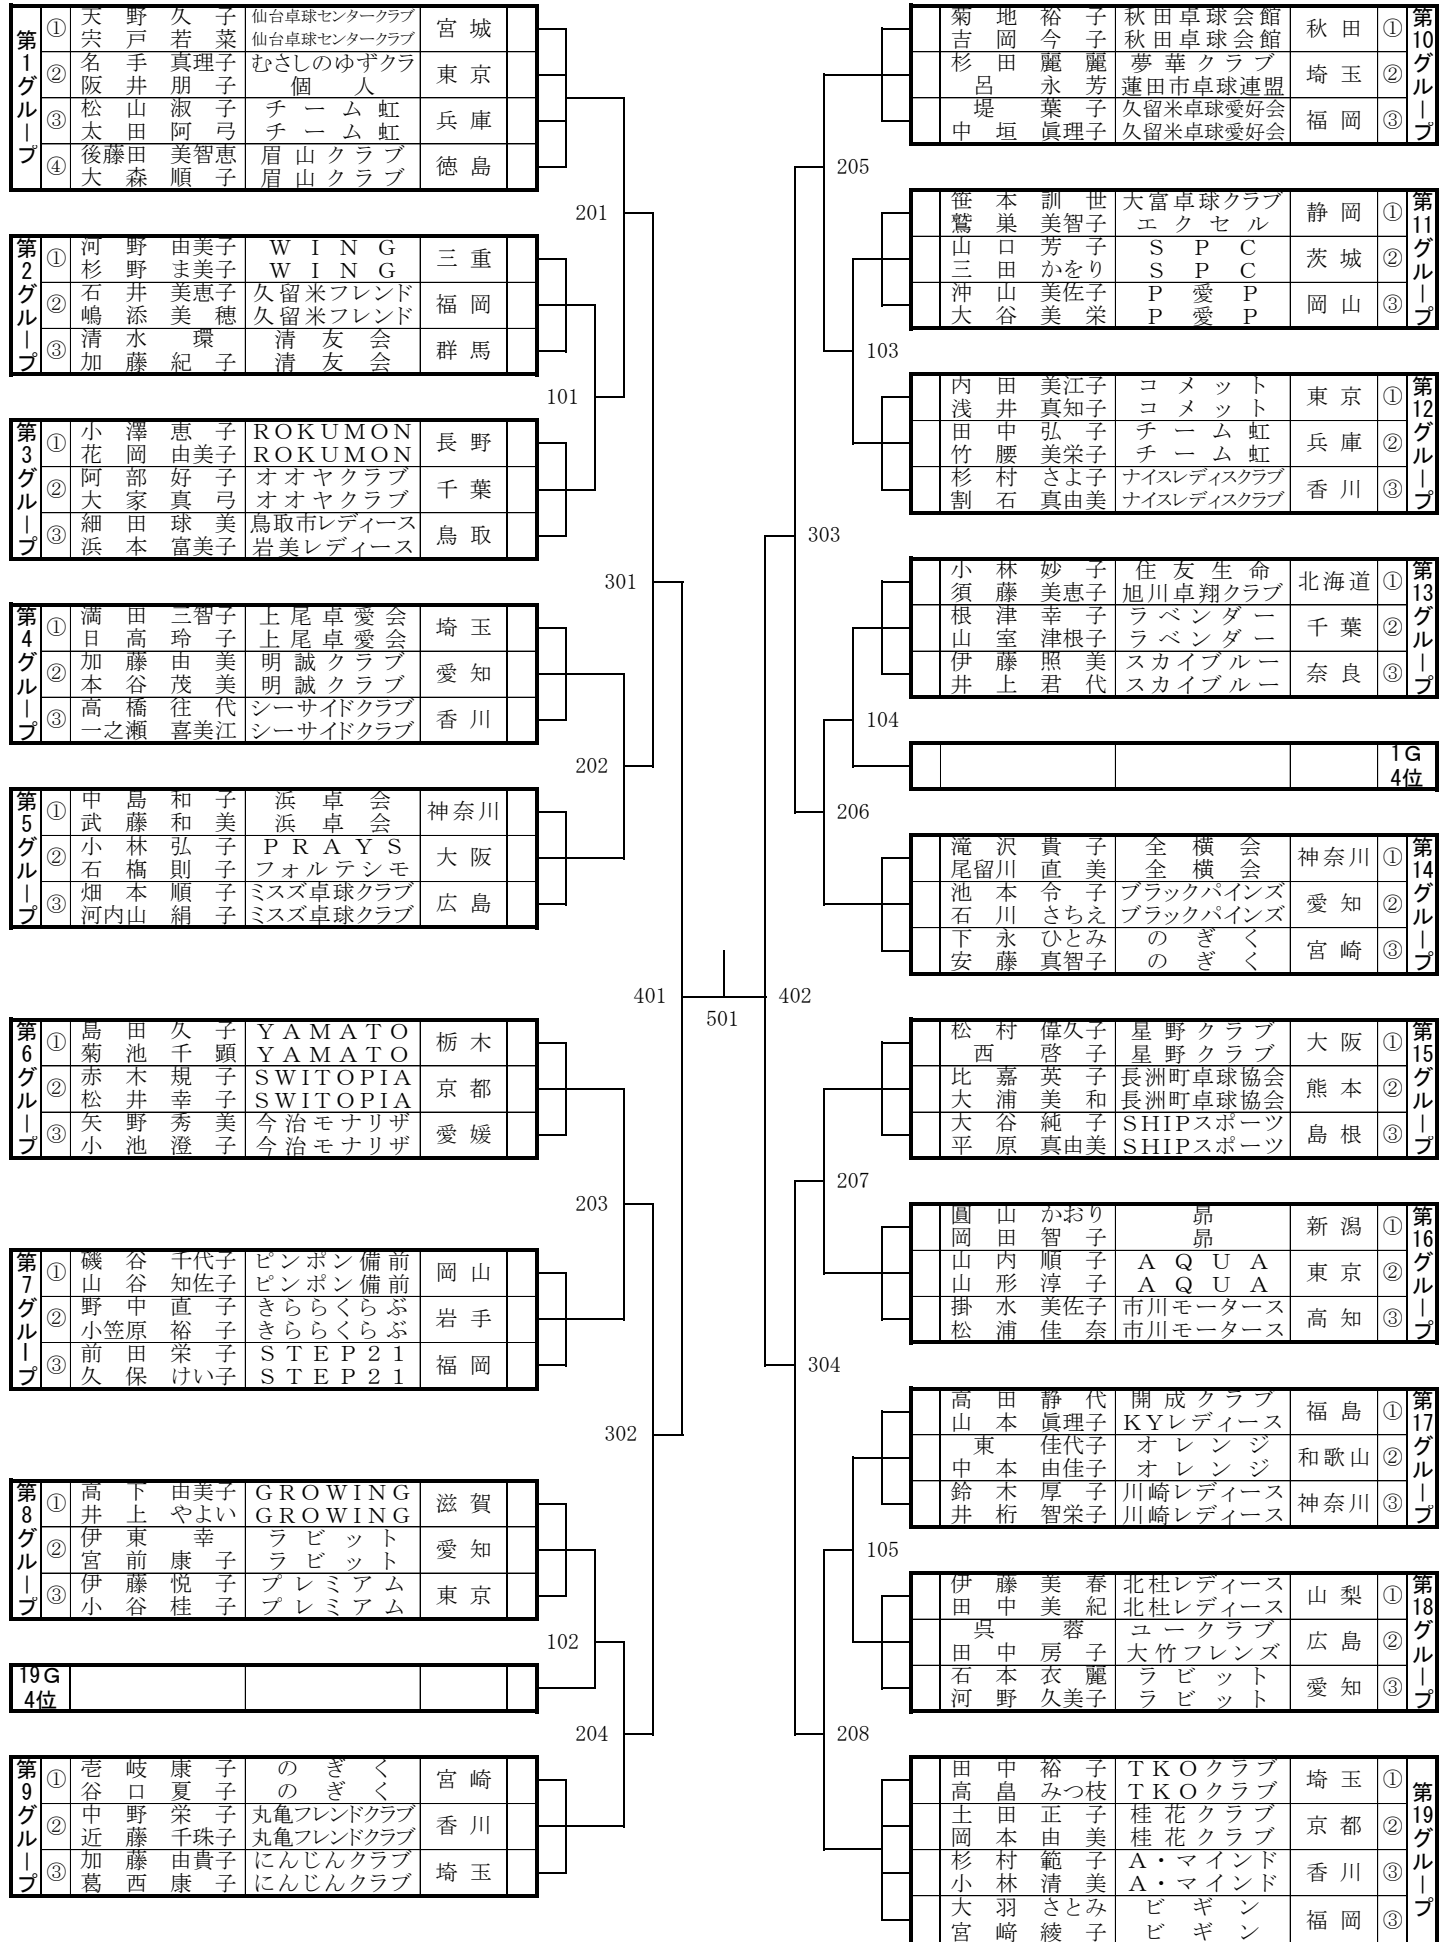 第1グループ
① 天野久子 仙台卓球センタークラブ 宮城
宍戸若菜 仙台卓球センタークラブ
② 名手真理子 むさしのゆずクラ 東京
阪井朋子 個人
③ 松山淑子 チーム虹 兵庫
太田阿弓 チーム虹
④ 後藤田美智恵 眉山クラブ 徳島
大森順子 眉山クラブ
201
第2グループ
① 河野由美子 WING 三重
杉野ま美子 WING
② 石井美恵子 久留米フレンド 福岡
嶋添美穂 久留米フレンド
③ 清水環 清友会 群馬
加藤紀子 清友会
101
第3グループ
① 小澤恵子 ROKUMON 長野
花岡由美子 ROKUMON
② 阿部好子 オオヤクラブ 千葉
大家真弓 オオヤクラブ
③ 細田球美 鳥取市レディース 鳥取
浜本富美子 岩美レディース
301
第4グループ
① 満田三智子 上尾卓愛会 埼玉
日高玲子 上尾卓愛会
② 加藤由美 明誠クラブ 愛知
本谷茂美 明誠クラブ
③ 高橋往代 シーサイドクラブ 香川
一之瀬喜美江 シーサイドクラブ
202
第5グループ
① 中島和子 浜卓会 神奈川
武藤和美 浜卓会
② 小林弘子 PRAYS 大阪
石橋則子 フォルテシモ
③ 畑本順子 ミスズ卓球クラブ 広島
河内山絹子 ミスズ卓球クラブ
401
501
402
第6グループ
① 島田久子 YAMATO 栃木
菊池千顕 YAMATO
② 赤木規子 SWITOPIA 京都
松井幸子 SWITOPIA
③ 矢野秀美 今治モナリザ 愛媛
小池澄子 今治モナリザ
203
第7グループ
① 磯谷千代子 ピンポン備前 岡山
山谷知佐子 ピンポン備前
② 野中直子 きららくらぶ 岩手
小笠原裕子 きららくらぶ
③ 前田栄子 STEP21 福岡
久保けい子 STEP21
302
第8グループ
① 高下由美子 GROWING 滋賀
井上やよい GROWING
② 伊東幸 ラビット 愛知
宮前康子 ラビット
③ 伊藤悦子 プレミアム 東京
小谷桂子 プレミアム
102
19G
4位
204
第9グループ
① 壱岐康子 のぎく 宮崎
谷口夏子 のぎく
② 中野栄子 丸亀フレンドクラブ 香川
近藤千珠子 丸亀フレンドクラブ
③ 加藤由貴子 にんじんクラブ 埼玉
葛西康子 にんじんクラブ
第10グループ
菊地裕子 秋田卓球会館 秋田 ①
吉岡今子 秋田卓球会館
杉田麗麗 夢華クラブ 埼玉 ②
呂永芳 蓮田市卓球連盟
堤葉子 久留米卓球愛好会 福岡 ③
中垣眞理子 久留米卓球愛好会
205
第11グループ
笹本訓世 大富卓球クラブ 静岡 ①
鷲巣美智子 エクセル
山口芳子 SPC 茨城 ②
三田かをり SPC
沖山美佐子 P愛P 岡山 ③
大谷美栄 P愛P
103
第12グループ
内田美江子 コメット 東京 ①
浅井真知子 コメット
田中弘子 チーム虹 兵庫 ②
竹腰美栄子 チーム虹
杉村さよ子 ナイスレディスクラブ 香川 ③
割石真由美 ナイスレディスクラブ
303
第13グループ
小林妙子 住友生命 北海道 ①
須藤美恵子 旭川卓翔クラブ
根津幸子 ラベンダー 千葉 ②
山室津根子 ラベンダー
伊藤照美 スカイブルー 奈良 ③
井上君代 スカイブルー
104
1G
4位
206
第14グループ
滝沢貴子 全横会 神奈川 ①
尾留川直美 全横会
池本令子 ブラックパインズ 愛知 ②
石川さちえ ブラックパインズ
下永ひとみ のぎく 宮崎 ③
安藤真智子 のぎく
第15グループ
松村偉久子 星野クラブ 大阪 ①
西啓子 星野クラブ
比嘉英子 長洲町卓球協会 熊本 ②
大浦美和 長洲町卓球協会
大谷純子 SHIPスポーツ 島根 ③
平原真由美 SHIPスポーツ
207
第16グループ
圓山かおり 昴 新潟 ①
岡田智子 昴
山内順子 AQUA 東京 ②
山形淳子 AQUA
掛水美佐子 市川モータース 高知 ③
松浦佳奈 市川モータース
304
第17グループ
高田静代 開成クラブ 福島 ①
山本眞理子 KYレディース
東佳代子 オレンジ 和歌山 ②
中本由佳子 オレンジ
鈴木厚子 川崎レディース 神奈川 ③
井桁智栄子 川崎レディース
105
第18グループ
伊藤美春 北杜レディース 山梨 ①
田中美紀 北杜レディース
呉蓉 ユークラブ 広島 ②
田中房子 大竹フレンズ
石本衣麗 ラビット 愛知 ③
河野久美子 ラビット
208
第19グループ
田中裕子 TKOクラブ 埼玉 ①
高畠みつ枝 TKOクラブ
土田正子 桂花クラブ 京都 ②
岡本由美 桂花クラブ
杉村範子 A・マインド 香川 ③
小林清美 A・マインド
大羽さとみ ビギン 福岡 ③
宮﨑綾子 ビギン